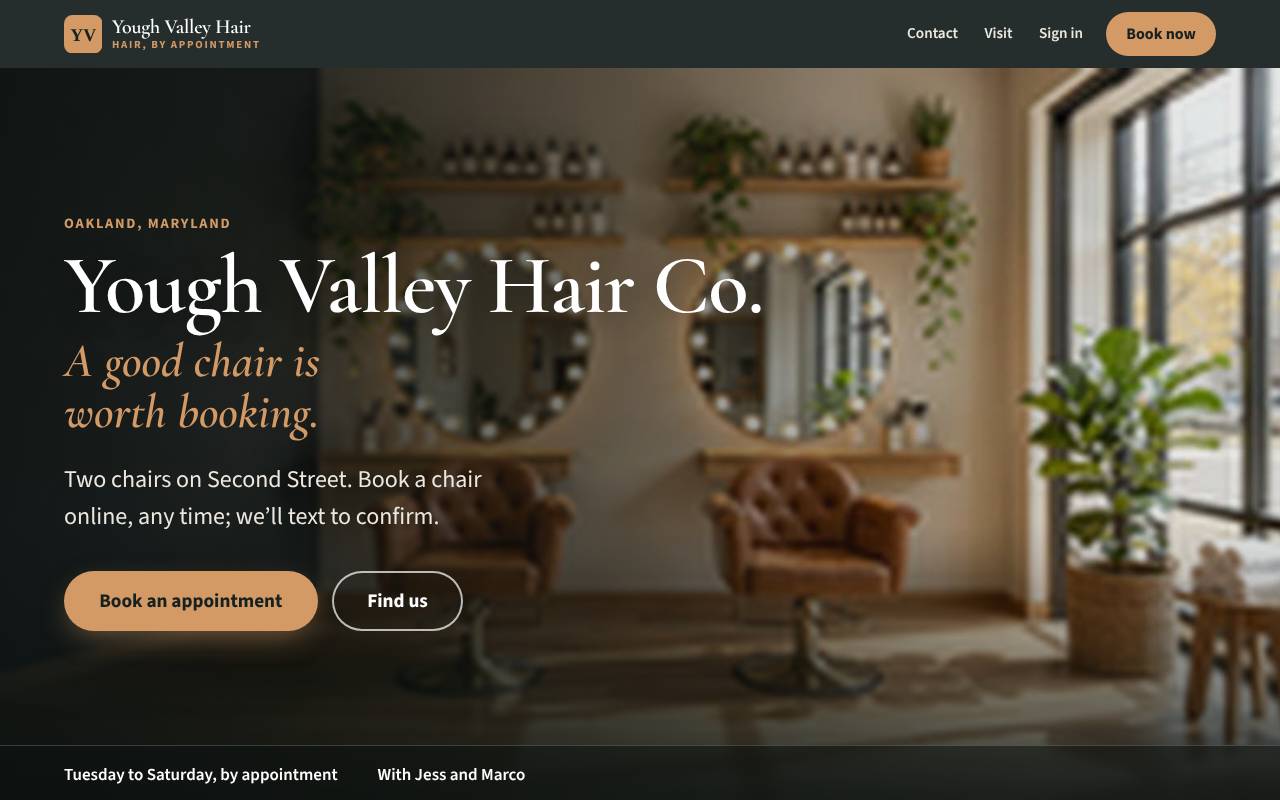 YV
Yough Valley Hair
HAIR, BY APPOINTMENT
Contact
Visit
Sign in
Book now
OAKLAND, MARYLAND
Yough Valley Hair Co.
A good chair is
worth booking.
Two chairs on Second Street. Book a chair
online, any time; we’ll text to confirm.
Book an appointment
Find us
Tuesday to Saturday, by appointment
With Jess and Marco